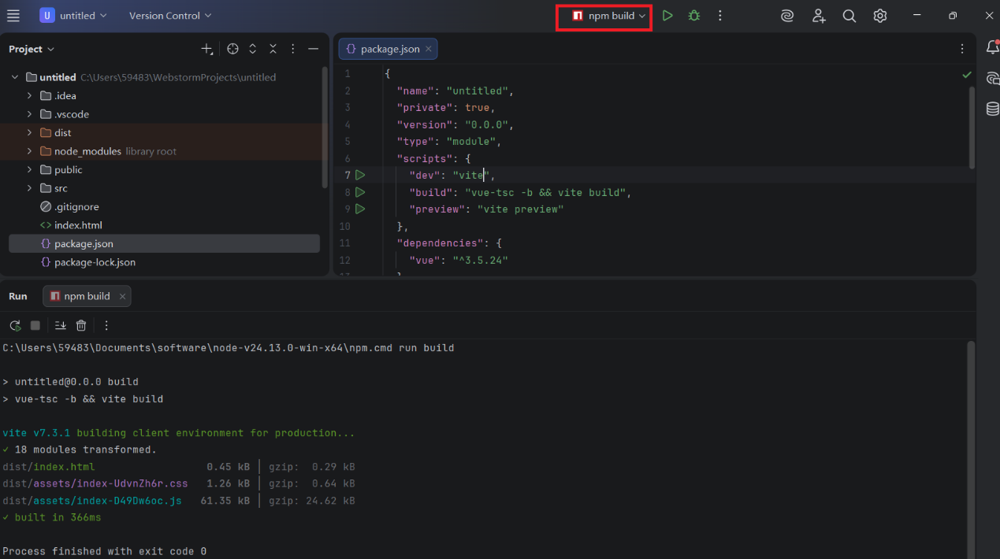 U untitled Version Control npm build
Project
package.json
untitled C:\Users\59483\WebstormProjects\untitled
.idea
.vscode
dist
node_modules library root
public
src
.gitignore
<> index.html
{} package.json
{} package-lock.json
1 {
2 "name": "untitled",
3 "private": true,
4 "version": "0.0.0",
5 "type": "module",
6 "scripts": {
7 "dev": "vite",
8 "build": "vue-tsc -b && vite build",
9 "preview": "vite preview"
10 },
11 "dependencies": {
12 "vue": "^3.5.24"
Run npm build
C:\Users\59483\Documents\software\node-v24.13.0-win-x64\npm.cmd run build
> untitled@0.0.0 build
> vue-tsc -b && vite build
vite v7.3.1 building client environment for production...
✓ 18 modules transformed.
dist/index.html 0.45 kB │ gzip: 0.29 kB
dist/assets/index-UdvnZh6r.css 1.26 kB │ gzip: 0.64 kB
dist/assets/index-D49Dw6oc.js 61.35 kB │ gzip: 24.62 kB
✓ built in 366ms
Process finished with exit code 0